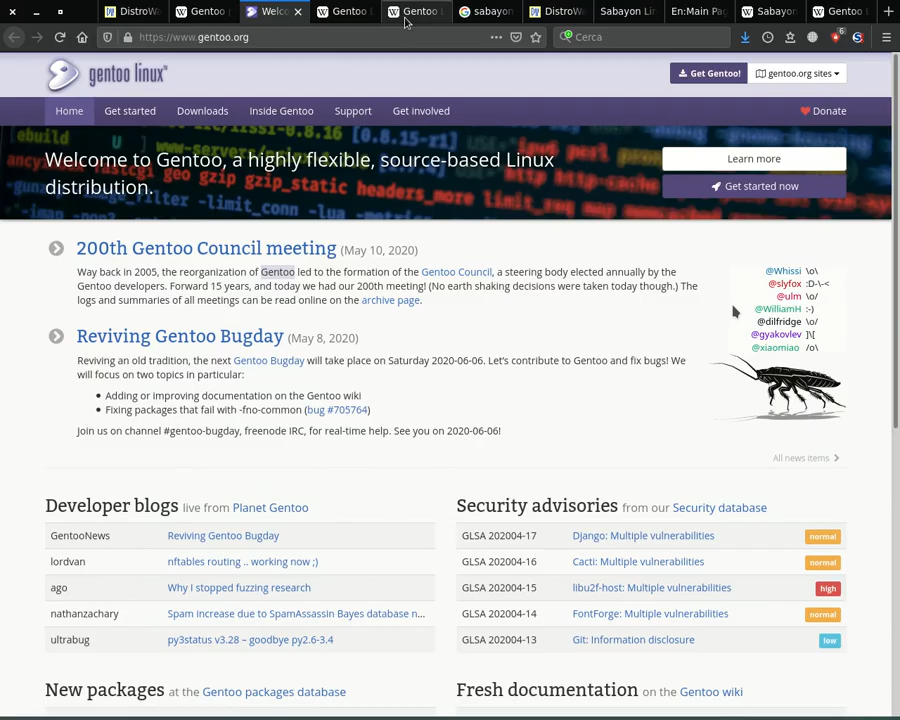 DistroW
Gentoo
Welco
Gentoo L
Gentoo L
sabayon
DistroW
Sabayon Li
En:Main Pa
Sabayon
Gentoo L
https://www.gentoo.org
Cerca
6
gentoo linux
Get Gentoo!
gentoo.org sites
Home
Get started
Downloads
Inside Gentoo
Support
Get involved
Donate
Welcome to Gentoo, a highly flexible, source-based Linux
distribution.
Learn more
Get started now
200th Gentoo Council meeting (May 10, 2020)
Way back in 2005, the reorganization of Gentoo led to the formation of the Gentoo Council, a steering body elected annually by the
Gentoo developers. Forward 15 years, and today we had our 200th meeting! (No earth shaking decisions were taken today though.) The
logs and summaries of all meetings can be read online on the archive page.
@Whissi \o\
@slyfox :D-\-<
@ulm \o/
@WilliamH :-)
@dilfridge \o/
@gyakovlev ]\[
@xiaomiao /o\
Reviving Gentoo Bugday (May 8, 2020)
Reviving an old tradition, the next Gentoo Bugday will take place on Saturday 2020-06-06. Let's contribute to Gentoo and fix bugs! We
will focus on two topics in particular:
• Adding or improving documentation on the Gentoo wiki
• Fixing packages that fail with -fno-common (bug #705764)
Join us on channel #gentoo-bugday, freenode IRC, for real-time help. See you on 2020-06-06!
All news items
Developer blogs live from Planet Gentoo
GentooNews Reviving Gentoo Bugday
lordvan nftables routing .. working now ;)
ago Why I stopped fuzzing research
nathanzachary Spam increase due to SpamAssassin Bayes database n...
ultrabug py3status v3.28 – goodbye py2.6-3.4
Security advisories from our Security database
GLSA 202004-17 Django: Multiple vulnerabilities normal
GLSA 202004-16 Cacti: Multiple vulnerabilities normal
GLSA 202004-15 libu2f-host: Multiple vulnerabilities high
GLSA 202004-14 FontForge: Multiple vulnerabilities normal
GLSA 202004-13 Git: Information disclosure low
New packages at the Gentoo packages database
Fresh documentation on the Gentoo wiki